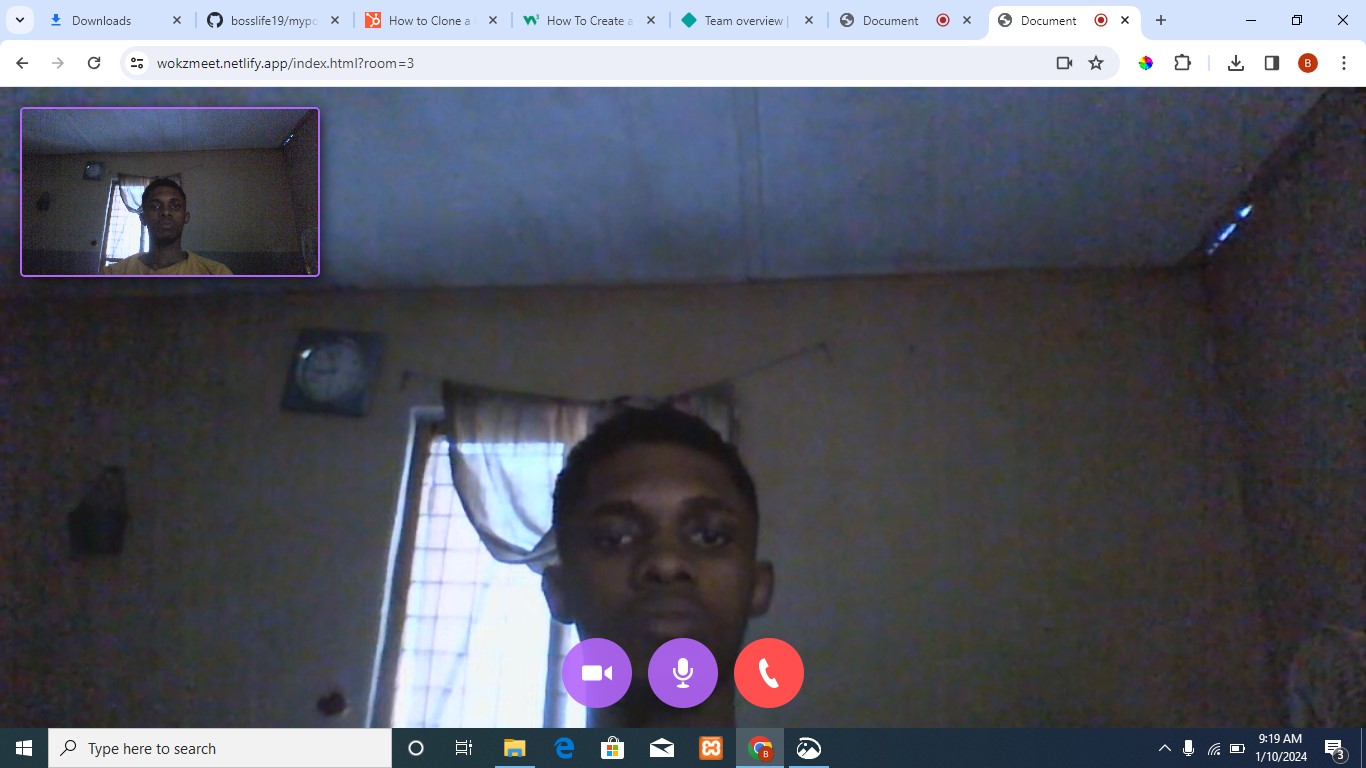 Downloads
bosslife19/mypo
How to Clone a
How To Create a
Team overview |
Document
Document
wokzmeet.netlify.app/index.html?room=3
B
Type here to search
B
9:19 AM
1/10/2024
3